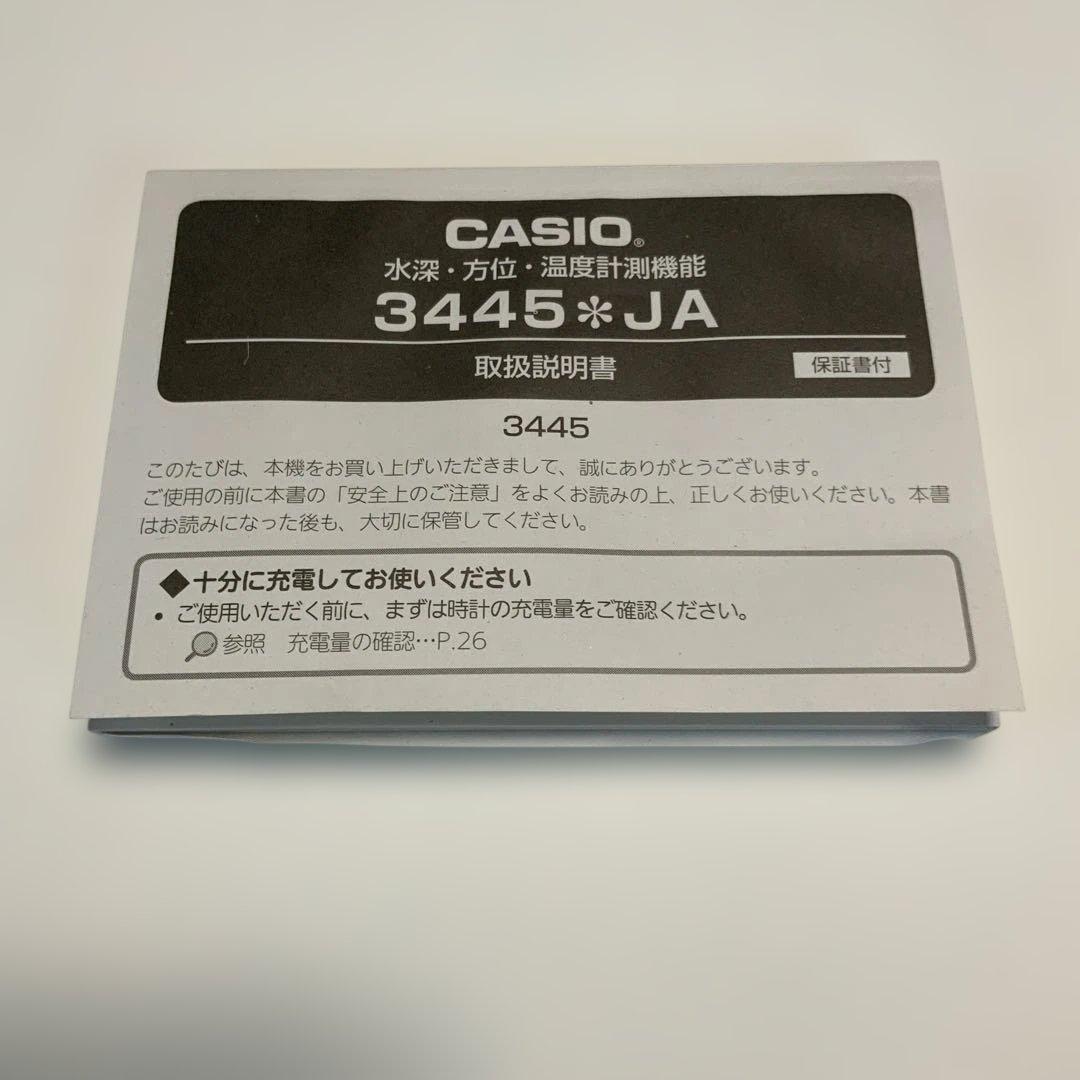 CASIO®
水深・方位・温度計測機能
3445＊JA
取扱説明書
保証書付
3445
このたびは、本機をお買い上げいただきまして、誠にありがとうございます。
ご使用の前に本書の「安全上のご注意」をよくお読みの上、正しくお使いください。本書
はお読みになった後も、大切に保管してください。
◆十分に充電してお使いください
• ご使用いただく前に、まずは時計の充電量をご確認ください。
参照 充電量の確認…P.26